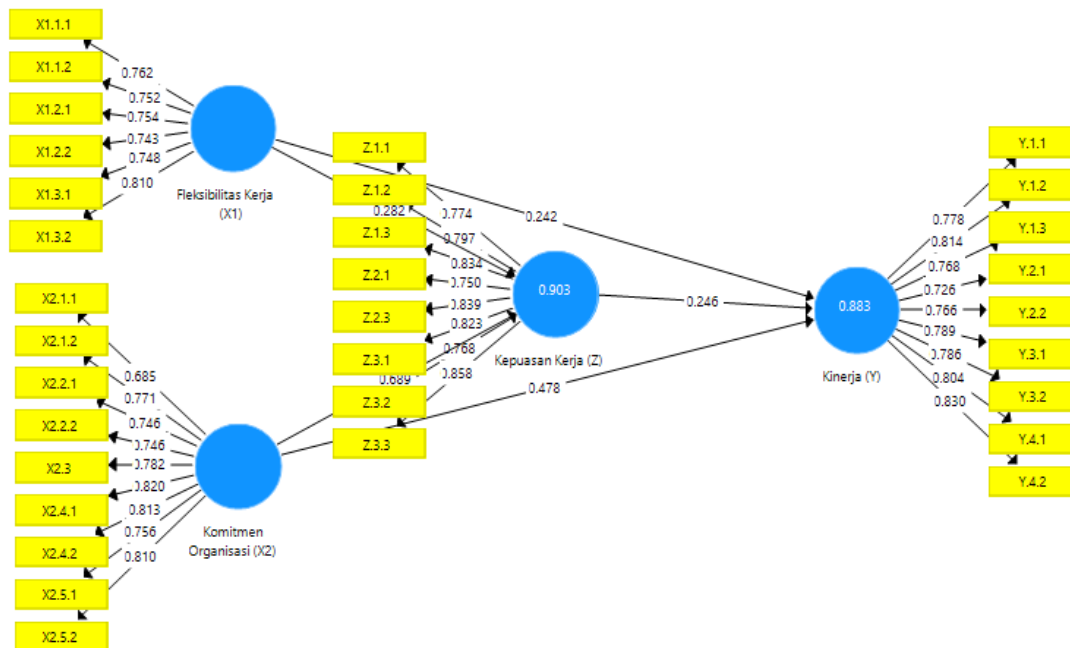 X1.1.1
X1.1.2
X1.2.1
X1.2.2
X1.3.1
X1.3.2
0.762
0.752
0.754
0.743
0.748
0.810
Fleksibilitas Kerja
(X1)
X2.1.1
X2.1.2
X2.2.1
X2.2.2
X2.3
X2.4.1
X2.4.2
X2.5.1
X2.5.2
0.685
0.771
0.746
0.746
0.782
0.820
0.813
0.756
0.810
Komitmen
Organisasi (X2)
Z.1.1
Z.1.2
Z.1.3
Z.2.1
Z.2.3
Z.3.1
Z.3.2
Z.3.3
0.282
0.689
0.774
0.797
0.834
0.750
0.839
0.823
0.768
0.858
0.903
Kepuasan Kerja (Z)
0.242
0.246
0.478
0.883
Kinerja (Y)
0.778
0.814
0.768
0.726
0.766
0.789
0.786
0.804
0.830
Y.1.1
Y.1.2
Y.1.3
Y.2.1
Y.2.2
Y.3.1
Y.3.2
Y.4.1
Y.4.2